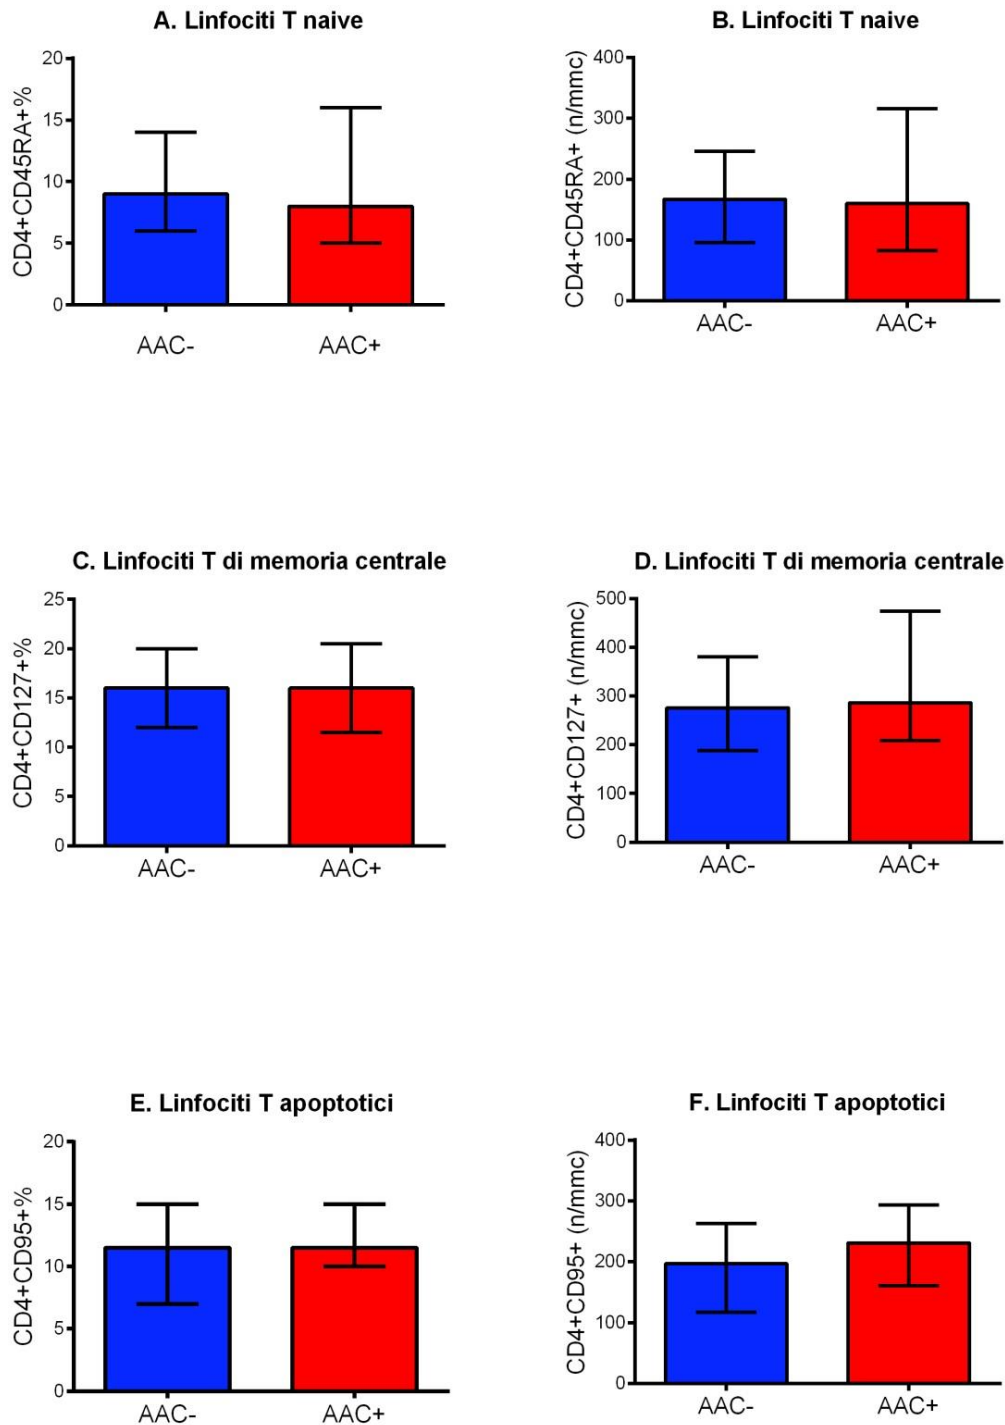 A. Linfociti T naive
CD4+CD45RA+%
20
15
10
5
0
AAC-
AAC+
B. Linfociti T naive
CD4+CD45RA+ (n/mmc)
400
300
200
100
0
AAC-
AAC+
C. Linfociti T di memoria centrale
CD4+CD127+%
25
20
15
10
5
0
AAC-
AAC+
D. Linfociti T di memoria centrale
CD4+CD127+ (n/mmc)
500
400
300
200
100
0
AAC-
AAC+
E. Linfociti T apoptotici
CD4+CD95+%
20
15
10
5
0
AAC-
AAC+
F. Linfociti T apoptotici
CD4+CD95+ (n/mmc)
400
300
200
100
0
AAC-
AAC+